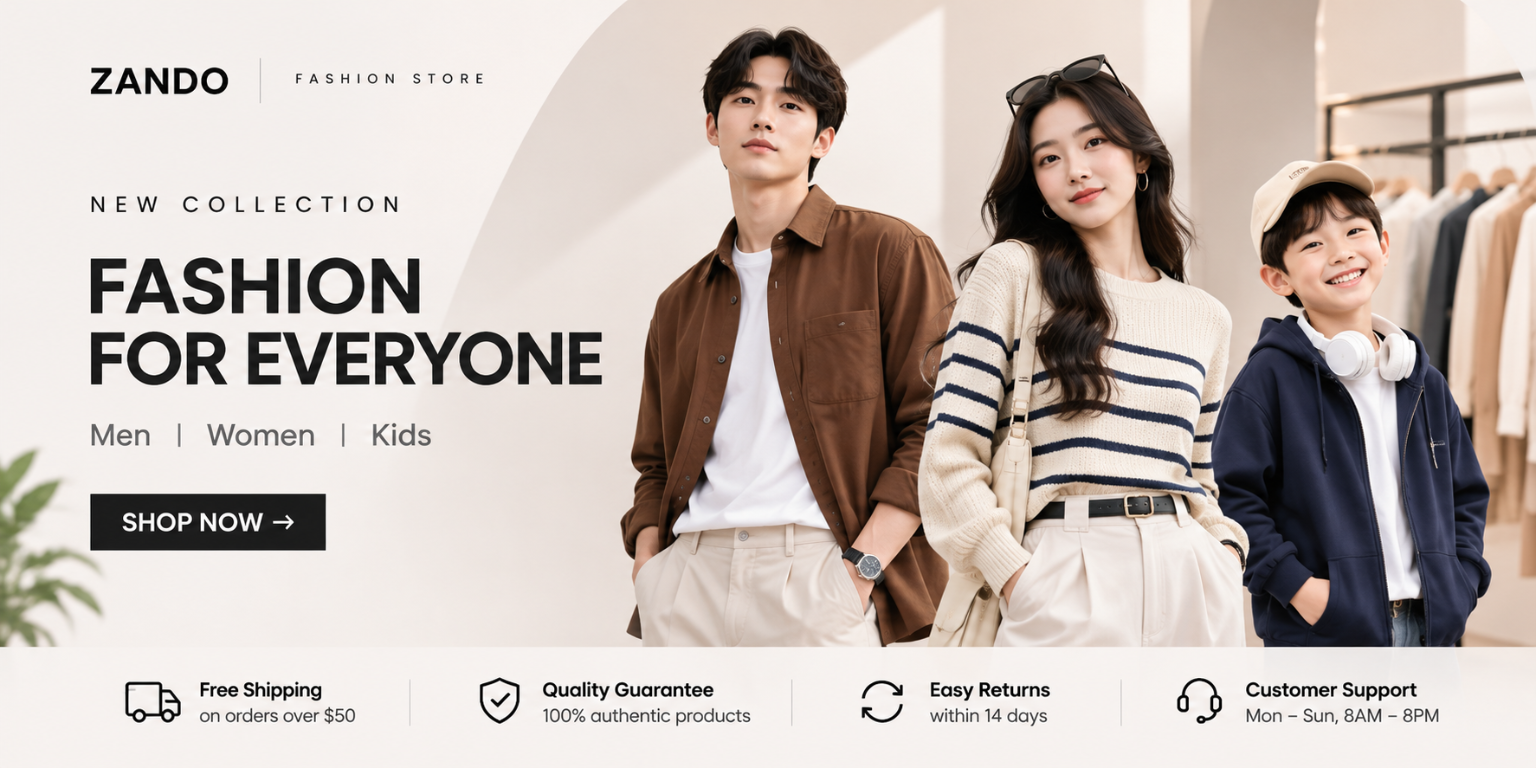 ZANDO
FASHION STORE
NEW COLLECTION
FASHION
FOR EVERYONE
Men | Women | Kids
SHOP NOW →
Free Shipping
on orders over $50
Quality Guarantee
100% authentic products
Easy Returns
within 14 days
Customer Support
Mon – Sun, 8AM – 8PM